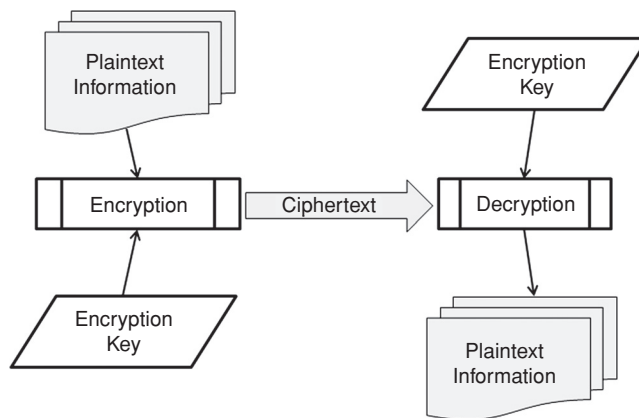 Plaintext
Information
Encryption
Key
Encryption
Ciphertext
Decryption
Encryption
Key
Plaintext
Information